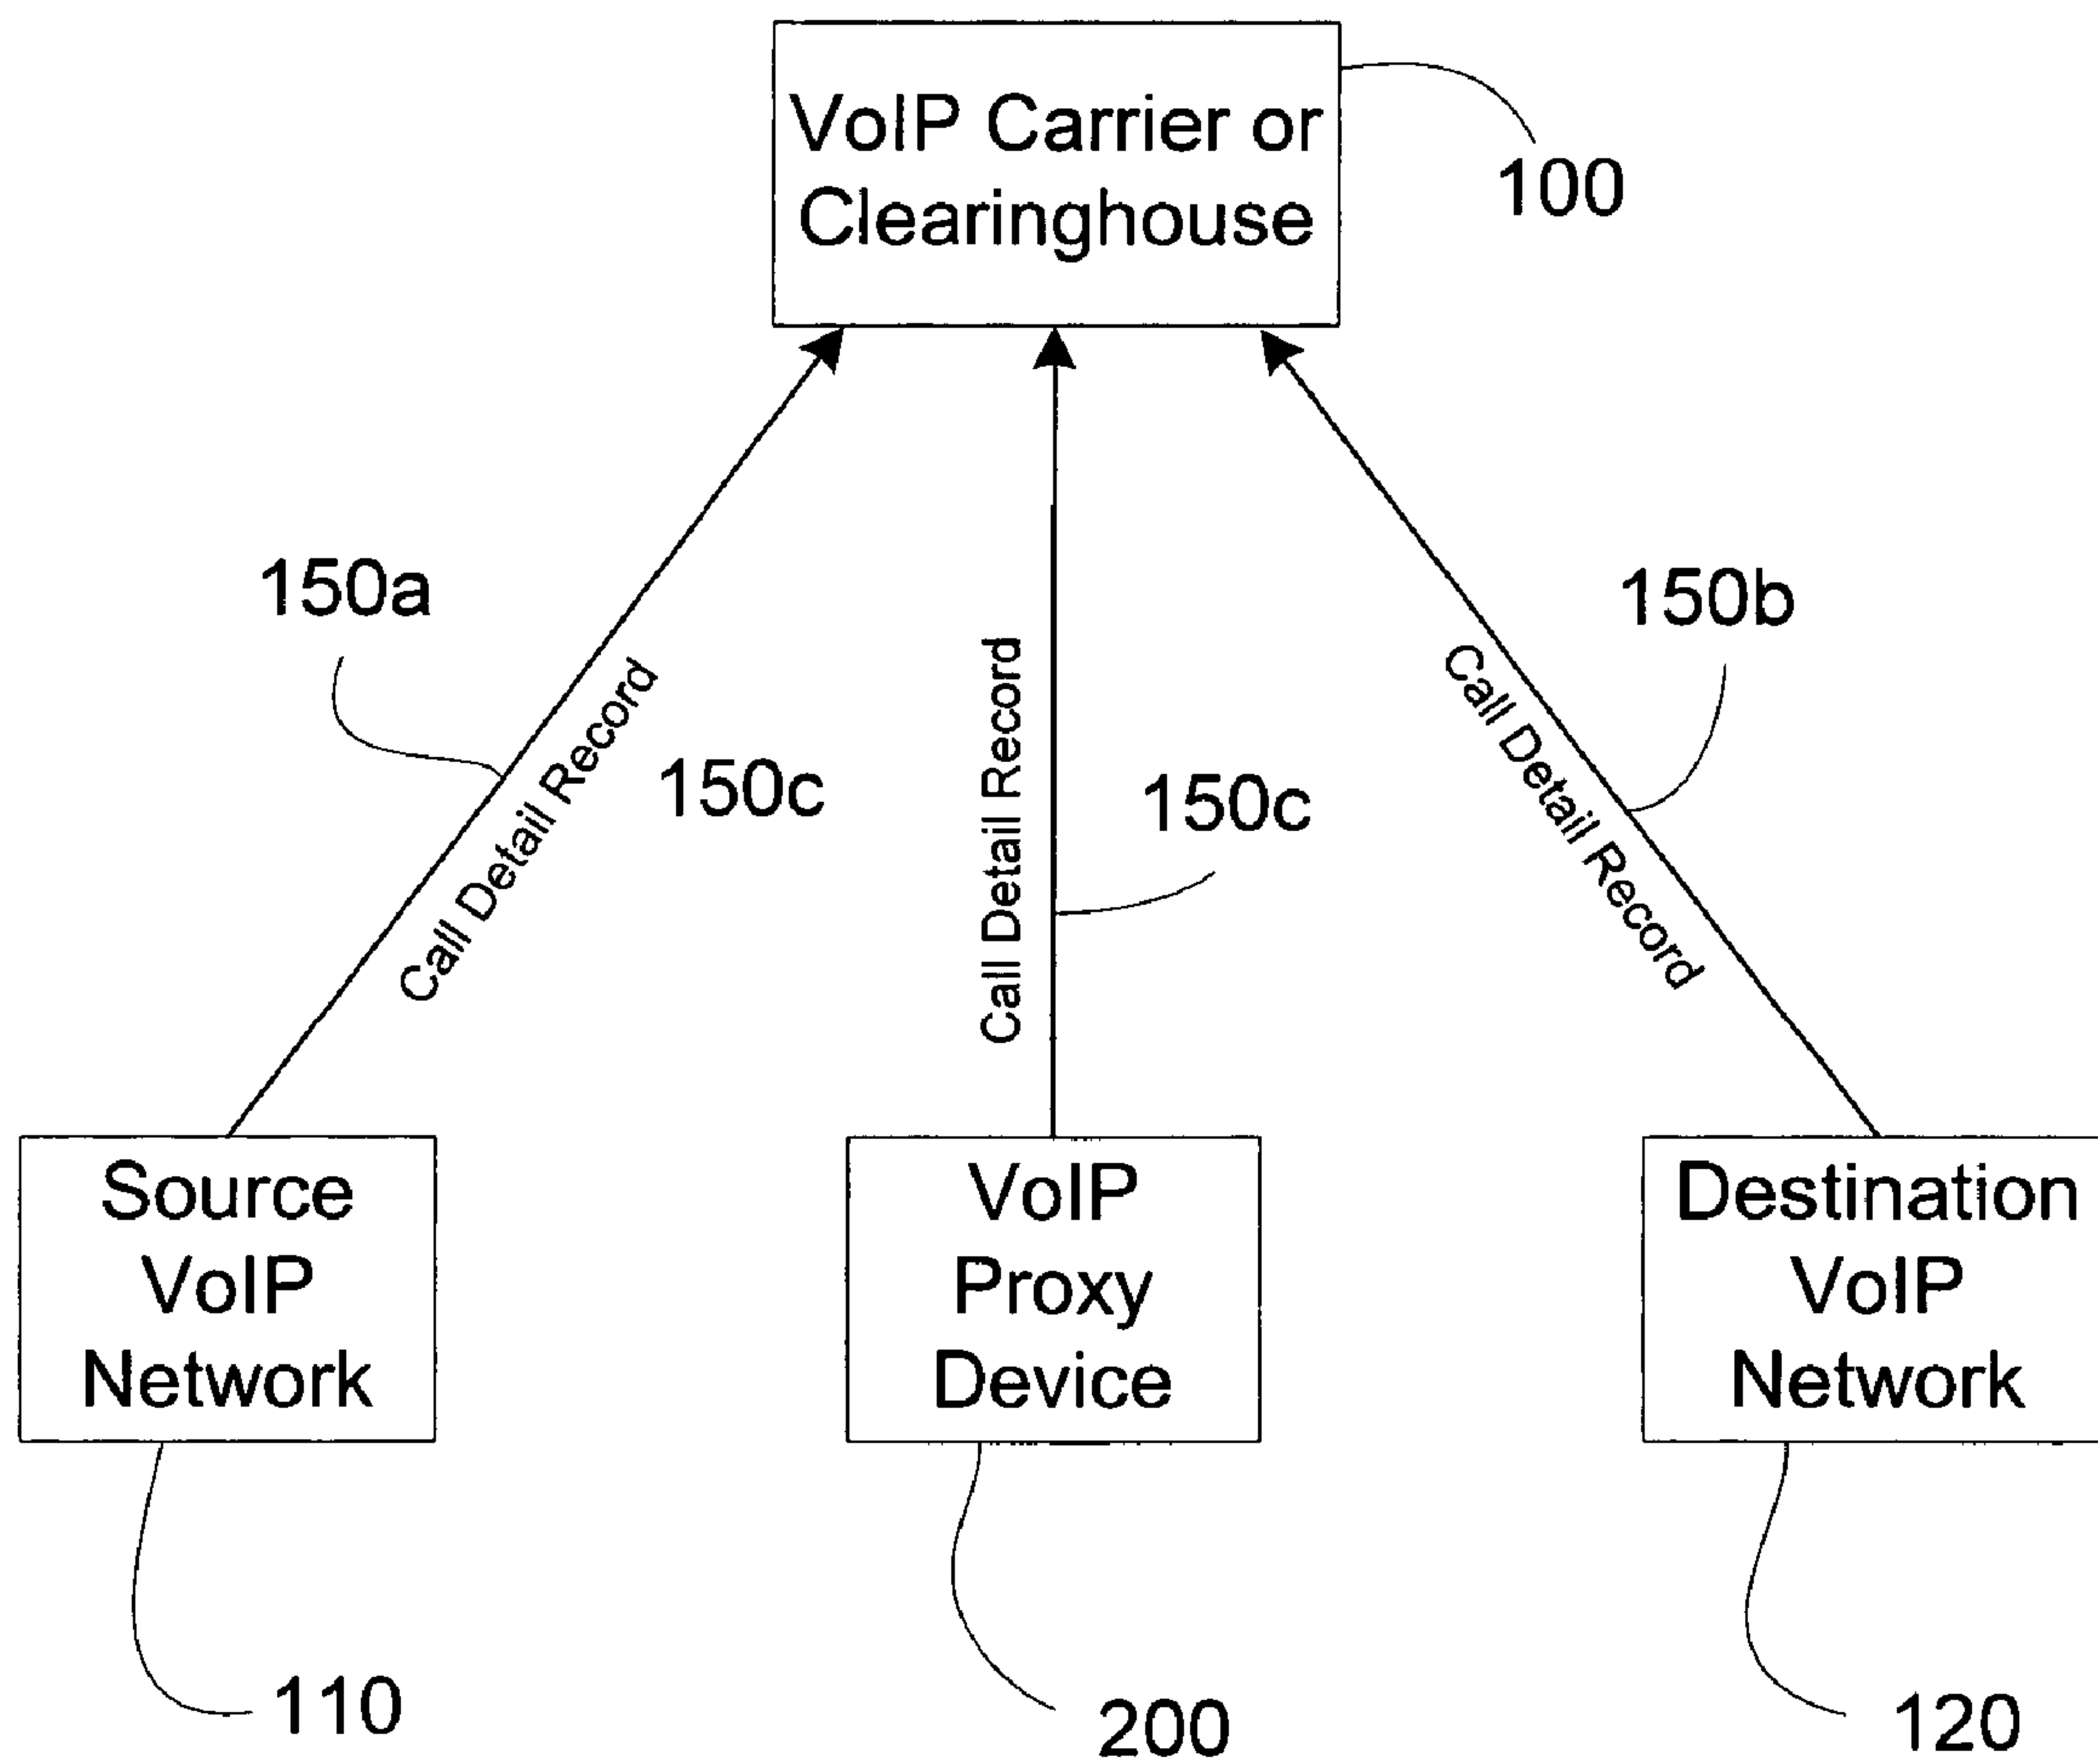 VoIP Carrier or
Clearinghouse
100
150a
150b
Call Detail Record
150c
Call Detail Record
150c
Call Detail Record
Source
VoIP
Network
VoIP
Proxy
Device
Destination
VoIP
Network
110
200
120